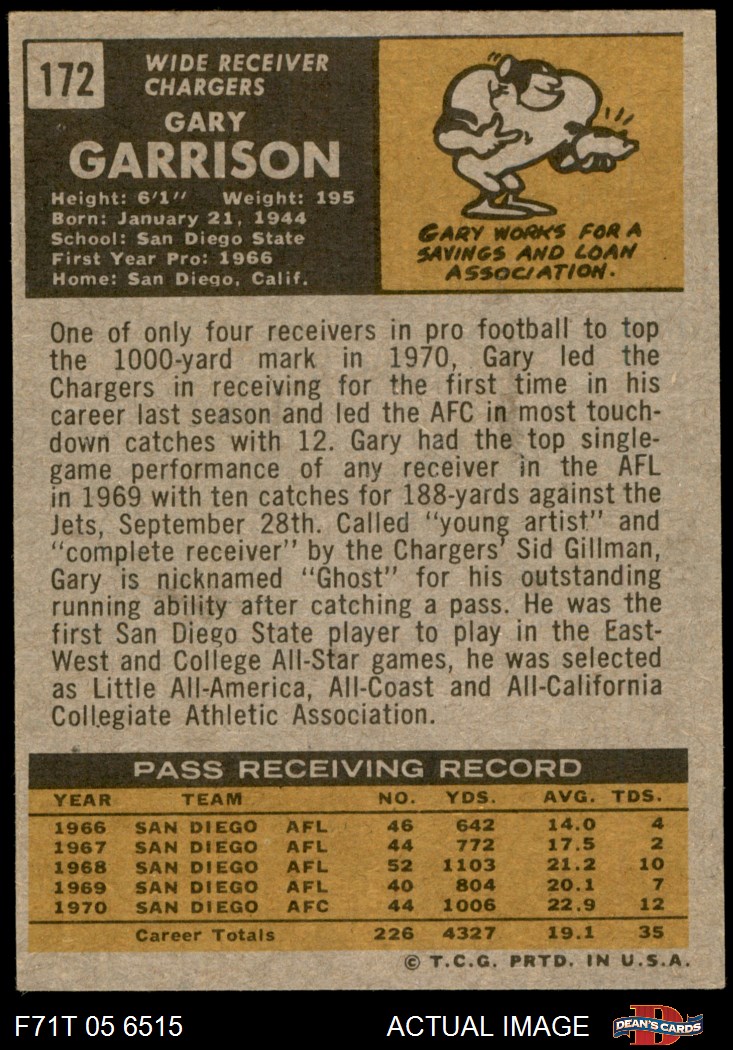 172
WIDE RECEIVER
CHARGERS
GARY
GARRISON
Height: 6'1" Weight: 195
Born: January 21, 1944
School: San Diego State
First Year Pro: 1966
Home: San Diego, Calif.
GARY WORKS FOR A
SAVINGS AND LOAN
ASSOCIATION.
One of only four receivers in pro football to top
the 1000-yard mark in 1970, Gary led the
Chargers in receiving for the first time in his
career last season and led the AFC in most touch-
down catches with 12. Gary had the top single-
game performance of any receiver in the AFL
in 1969 with ten catches for 188-yards against the
Jets, September 28th. Called "young artist" and
"complete receiver" by the Chargers' Sid Gillman,
Gary is nicknamed "Ghost" for his outstanding
running ability after catching a pass. He was the
first San Diego State player to play in the East-
West and College All-Star games, he was selected
as Little All-America, All-Coast and All-California
Collegiate Athletic Association.
PASS RECEIVING RECORD
YEAR TEAM NO. YDS. AVG. TDS.
1966 SAN DIEGO AFL 46 642 14.0 4
1967 SAN DIEGO AFL 44 772 17.5 2
1968 SAN DIEGO AFL 52 1103 21.2 10
1969 SAN DIEGO AFL 40 804 20.1 7
1970 SAN DIEGO AFC 44 1006 22.9 12
Career Totals 226 4327 19.1 35
© T.C.G. PRTD. IN U.S.A.
F71T 05 6515 ACTUAL IMAGE D DEAN'S CARDS